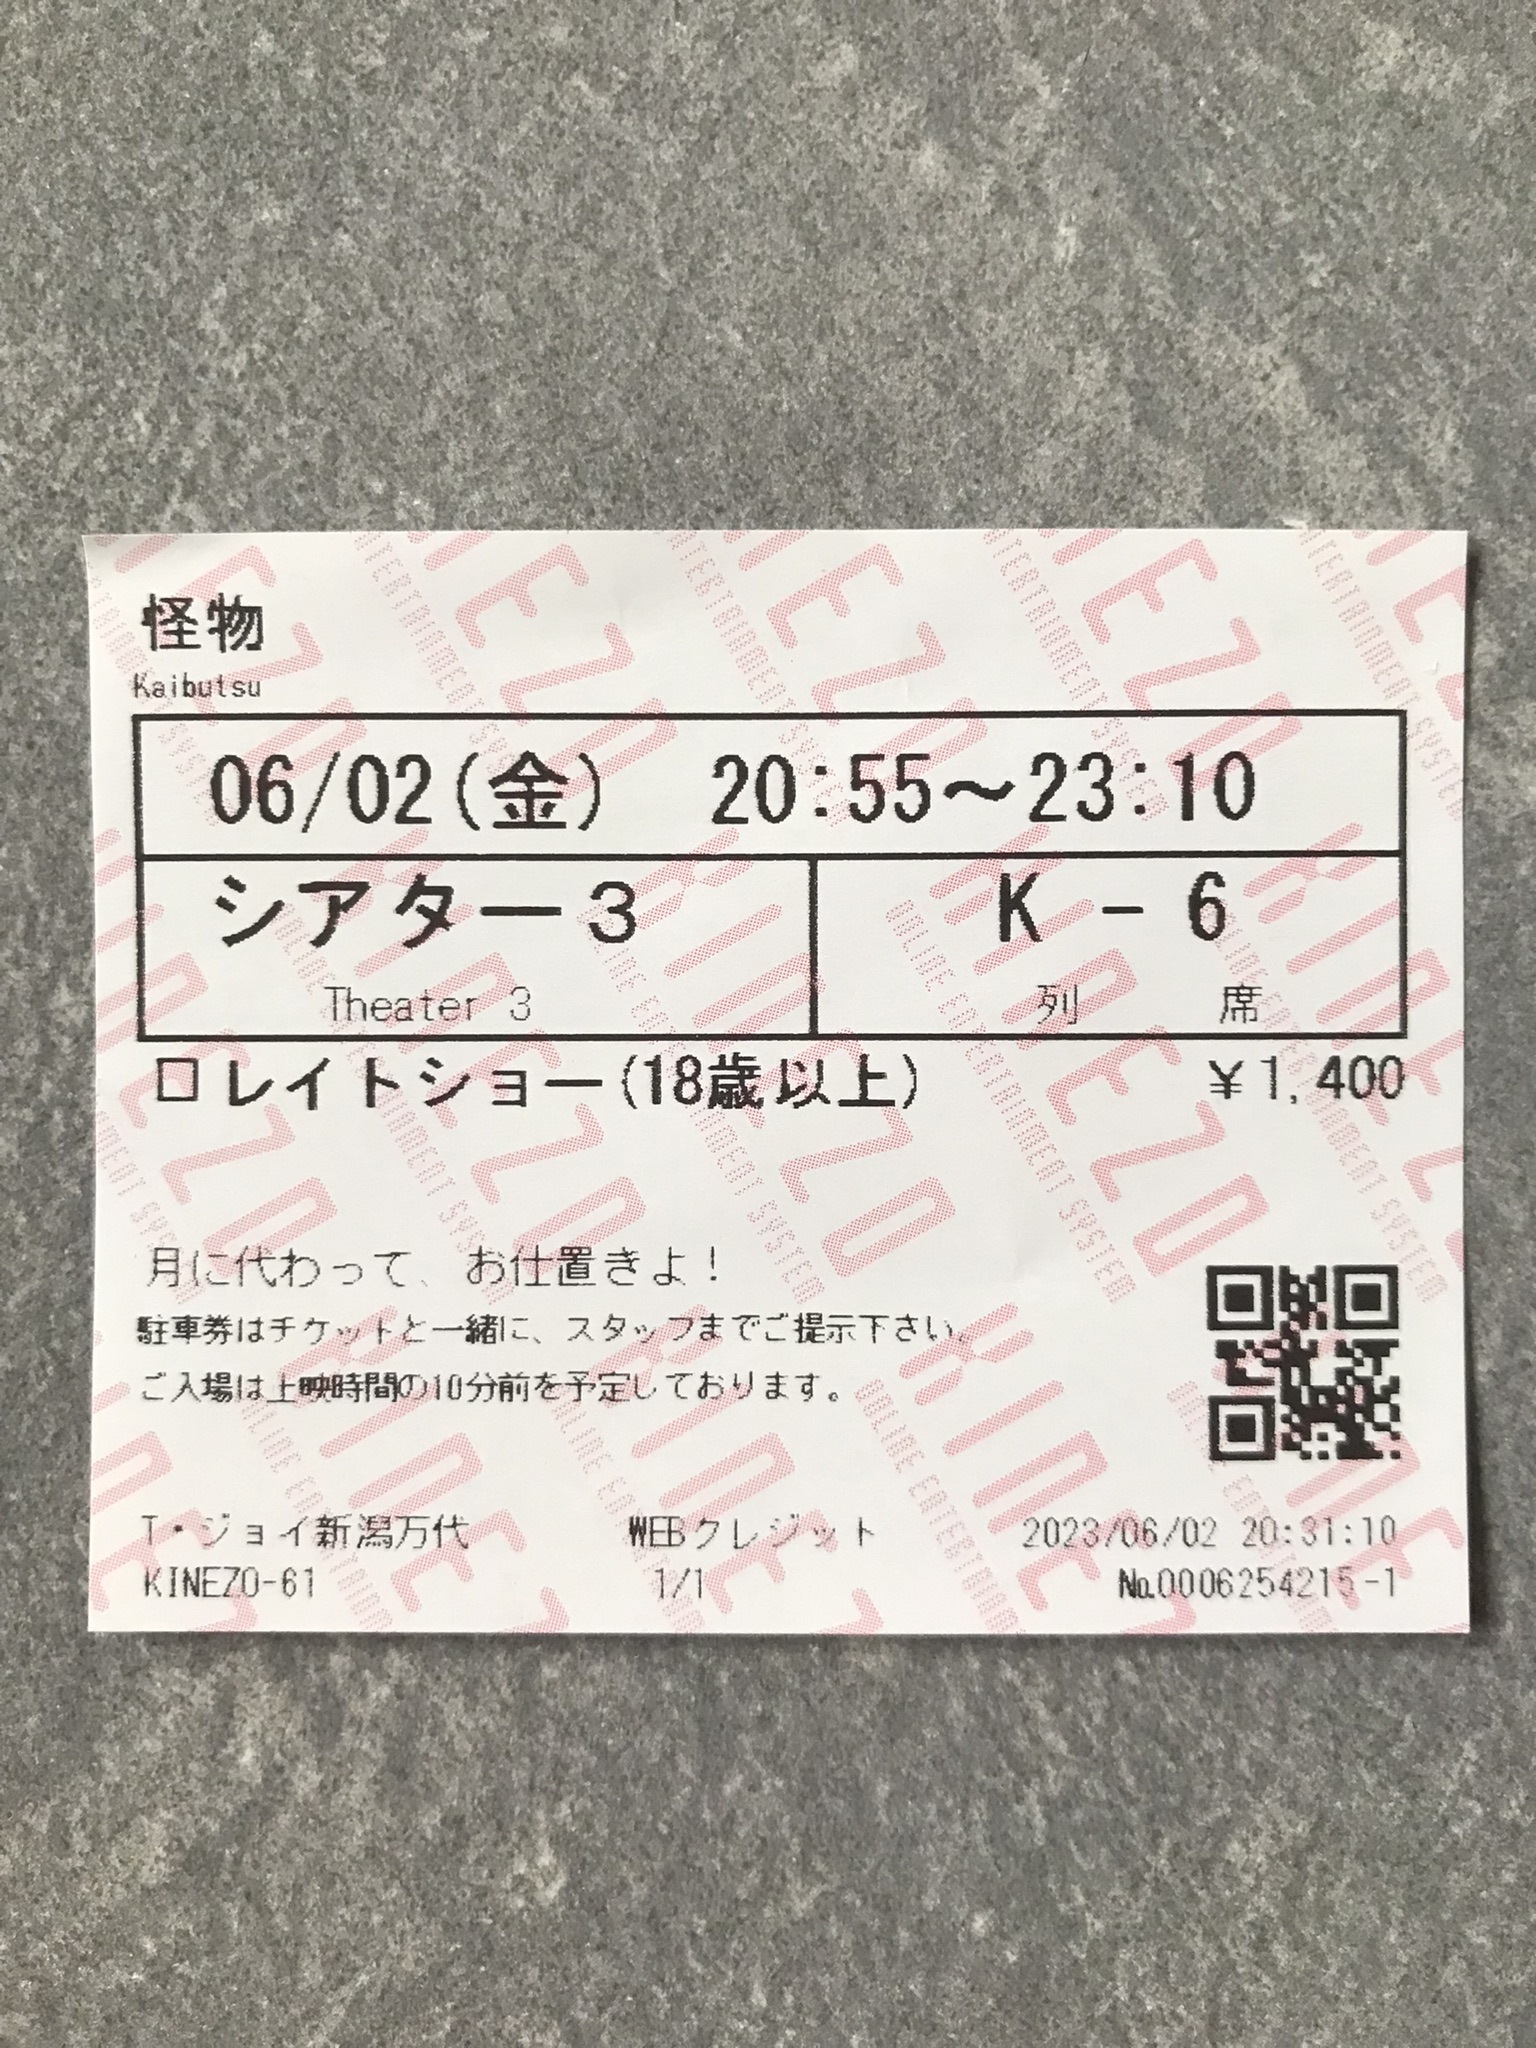 怪物
Kaibutsu
06/02(金) 20:55～23:10
シアター3 K - 6
Theater 3 列 席
ロレイトショー(18歳以上) ¥1,400
月に代わって、お仕置きよ!
駐車券はチケットと一緒に、スタッフまでご提示下さい。
ご入場は上映時間の10分前を予定しております。
T・ジョイ新潟万代 WEBクレジット 2023/06/02 20:31:10
KINEZO-61 1/1 No.0006254215-1
KINEZO
ONLINE ENTERTAINMENT SYSTEM